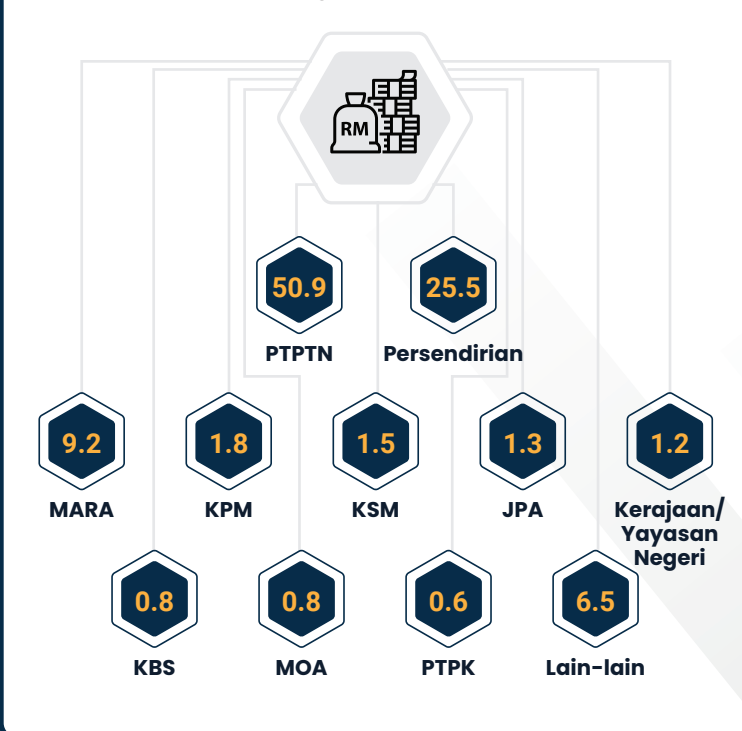 RM
50.9
25.5
PTPTN
Persendirian
9.2
1.8
1.5
1.3
1.2
MARA
KPM
KSM
JPA
Kerajaan/
Yayasan
Negeri
0.8
0.8
0.6
6.5
KBS
MOA
PTPK
Lain-lain